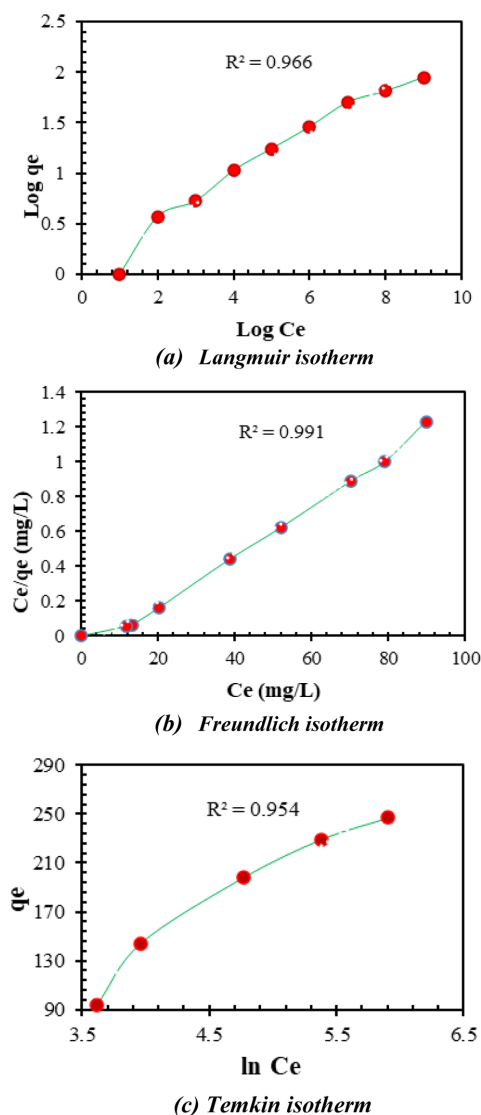 2.5
2
1.5
1
0.5
0
R² = 0.966
Log qe
0 2 4 6 8 10
Log Ce
(a) Langmuir isotherm
1.4
1.2
1
0.8
0.6
0.4
0.2
0
R² = 0.991
Ce/qe (mg/L)
0 20 40 60 80 100
Ce (mg/L)
(b) Freundlich isotherm
290
250
210
170
130
90
R² = 0.954
qe
3.5 4.5 5.5 6.5
ln Ce
(c) Temkin isotherm